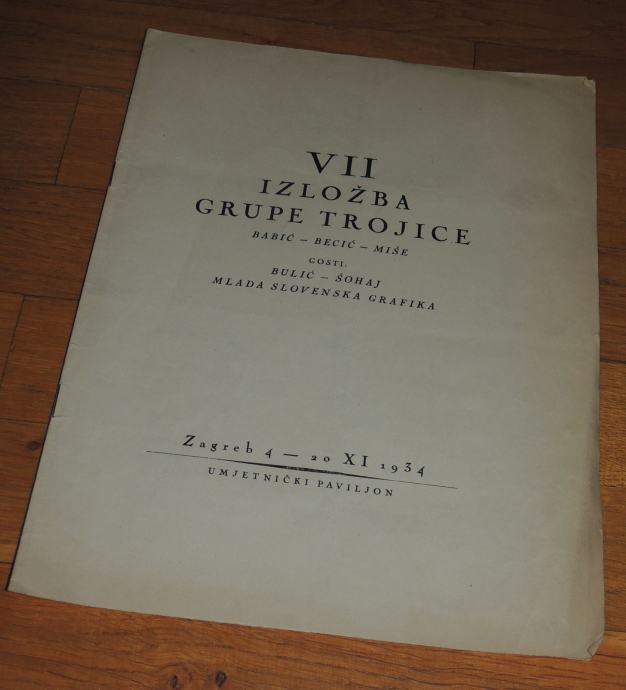 VII
IZLOŽBA
GRUPE TROJICE
BABIĆ — BECIĆ — MIŠE
GOSTI:
BULIĆ — ŠOHAJ
MLADA SLOVENSKA GRAFIKA
Zagreb 4 — 20 XI 1934
UMJETNIČKI PAVILJON